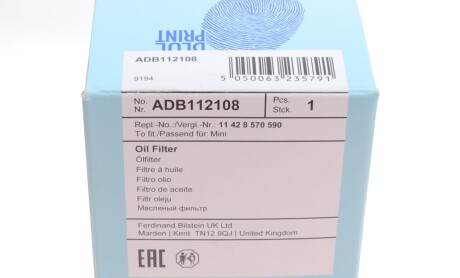 BLUE
PRINT
ADB112108
9194
5 050063 235791
No.
Nr. ADB112108
Pcs.
Stck. 1
Repl.-No./Vergl.-Nr.: 11 42 8 570 590
To fit/Passend für: Mini
Oil Filter
Ölfilter
Filtre à huile
Filtro olio
Filtro de aceite
Filtr oleju
Масляный фильтр
Ferdinand Bilstein UK Ltd
Marden | Kent TN12 9QJ | United Kingdom
EAC